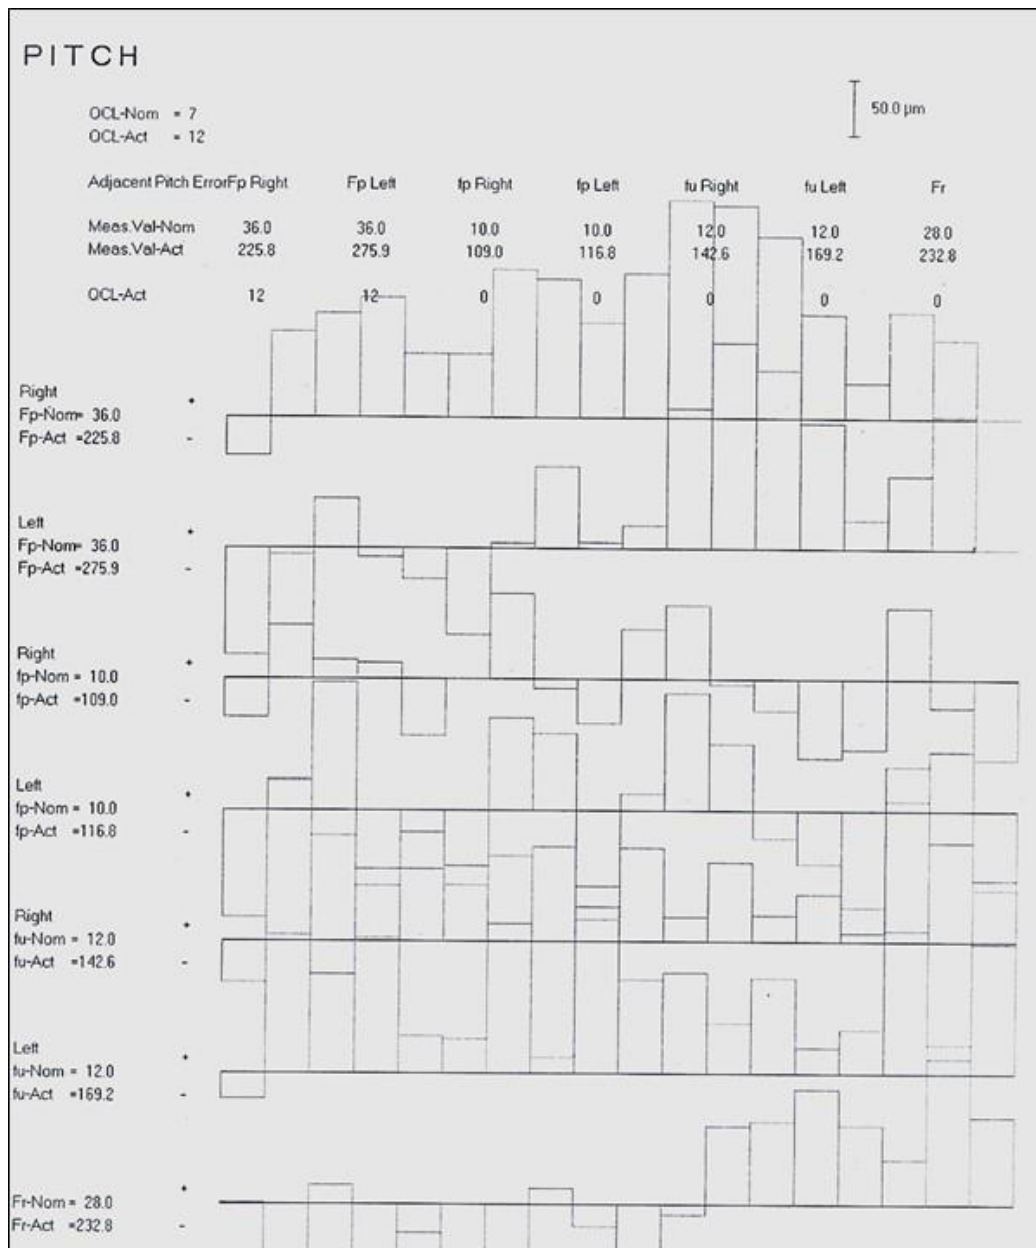 PITCH
QCL-Nom = 7
QCL-Act = 12
50.0 µm
Adjacent Pitch Error Fp Right Fp Left fp Right fp Left fu Right fu Left Fr
Meas.Val-Nom 36.0 36.0 10.0 10.0 12.0 12.0 28.0
Meas.Val-Act 225.8 275.9 109.0 116.8 142.6 169.2 232.8
QCL-Act 12 12 0 0 0 0 0
Right
Fp-Nom= 36.0
Fp-Act =225.8
+
-
Left
Fp-Nom= 36.0
Fp-Act =275.9
+
-
Right
fp-Nom = 10.0
fp-Act =109.0
+
-
Left
fp-Nom = 10.0
fp-Act =116.8
+
-
Right
fu-Nom = 12.0
fu-Act =142.6
+
-
Left
fu-Nom = 12.0
fu-Act =169.2
+
-
Fr-Nom = 28.0
Fr-Act =232.8
+
-